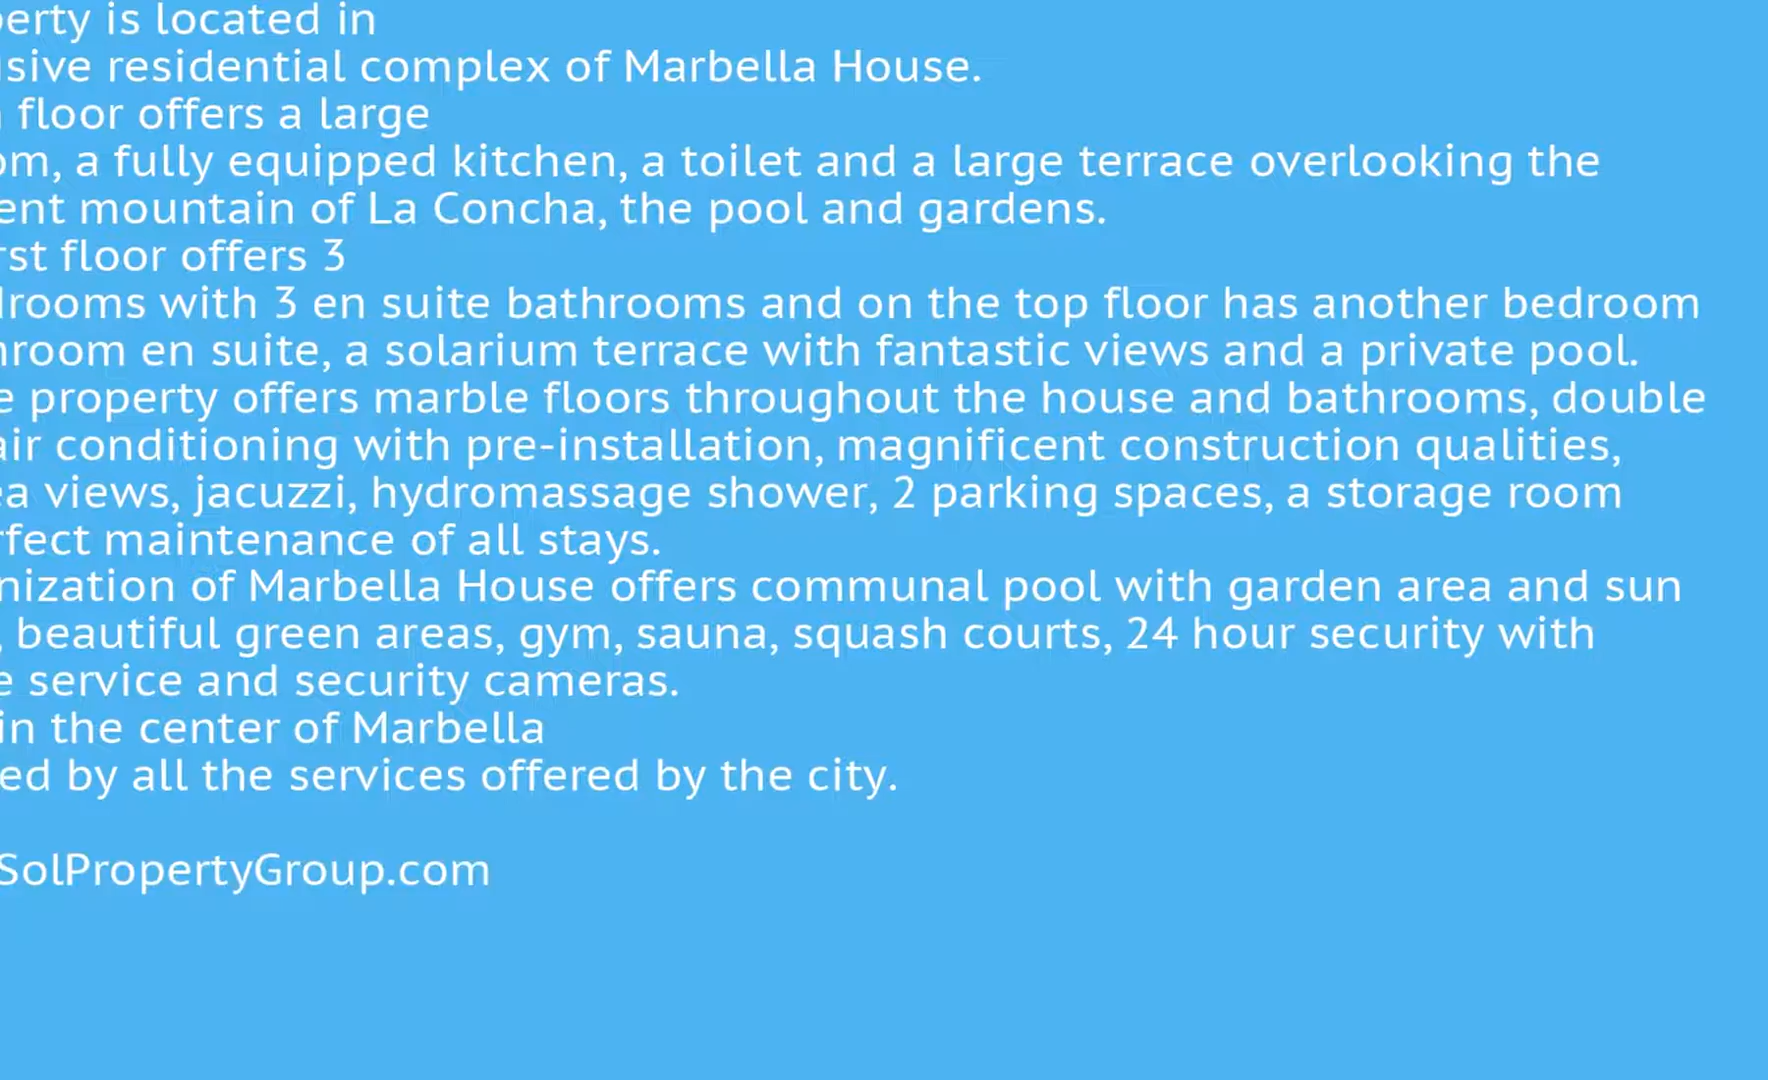 perty is located in
usive residential complex of Marbella House.
floor offers a large
om, a fully equipped kitchen, a toilet and a large terrace overlooking the
ent mountain of La Concha, the pool and gardens.
rst floor offers 3
drooms with 3 en suite bathrooms and on the top floor has another bedroom
hroom en suite, a solarium terrace with fantastic views and a private pool.
e property offers marble floors throughout the house and bathrooms, double
air conditioning with pre-installation, magnificent construction qualities,
ea views, jacuzzi, hydromassage shower, 2 parking spaces, a storage room
rfect maintenance of all stays.
nization of Marbella House offers communal pool with garden area and sun
, beautiful green areas, gym, sauna, squash courts, 24 hour security with
e service and security cameras.
in the center of Marbella
ed by all the services offered by the city.
SolPropertyGroup.com